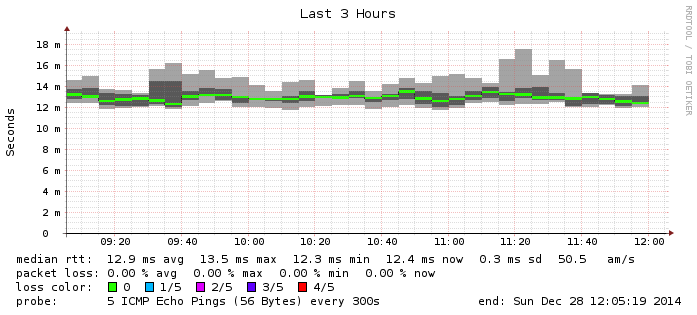 Last 3 Hours
RRDTOOL / TOBI OETIKER
Seconds
18 m
16 m
14 m
12 m
10 m
8 m
6 m
4 m
2 m
0
09:20 09:40 10:00 10:20 10:40 11:00 11:20 11:40 12:00
median rtt: 12.9 ms avg 13.5 ms max 12.3 ms min 12.4 ms now 0.3 ms sd 50.5 am/s
packet loss: 0.00 % avg 0.00 % max 0.00 % min 0.00 % now
loss color: 0 1/5 2/5 3/5 4/5
probe: 5 ICMP Echo Pings (56 Bytes) every 300s end: Sun Dec 28 12:05:19 2014